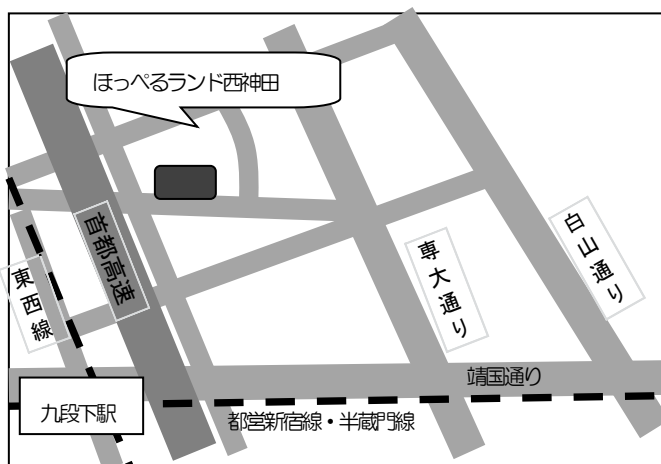 ほっぺるランド西神田
首都高速
東西線
専大通り
白山通り
靖国通り
九段下駅
都営新宿線・半蔵門線